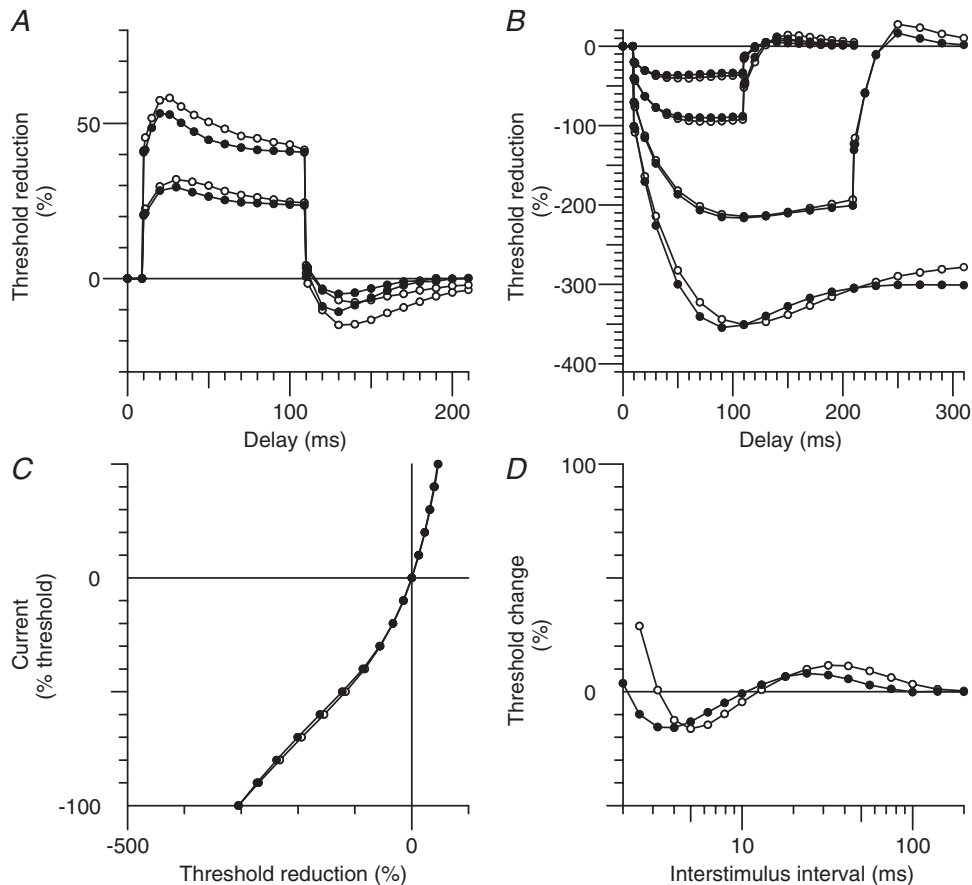 A
Threshold reduction
(%)
50
0
0
100
200
Delay (ms)
B
Threshold reduction
(%)
0
-100
-200
-300
-400
0
100
200
300
Delay (ms)
C
Current
(% threshold)
0
-100
-500
0
Threshold reduction (%)
D
Threshold change
(%)
100
0
10
100
Interstimulus interval (ms)